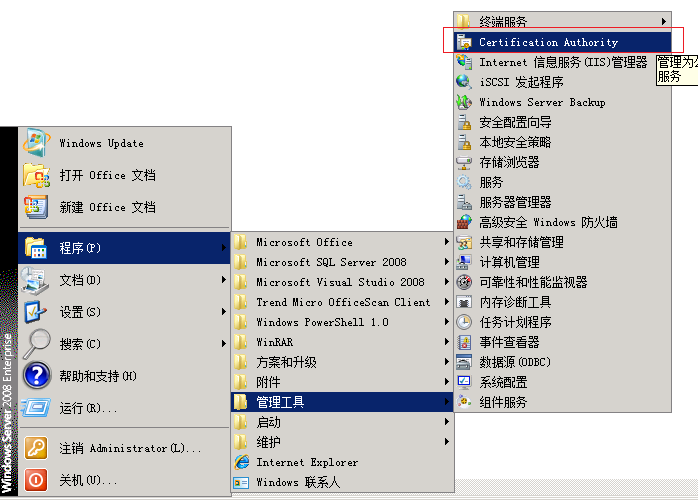 终端服务
Certification Authority
Internet 信息服务(IIS)管理器
管理为公
服务
iSCSI 发起程序
Windows Server Backup
安全配置向导
本地安全策略
存储浏览器
服务
服务器管理器
高级安全 Windows 防火墙
共享和存储管理
计算机管理
可靠性和性能监视器
内存诊断工具
任务计划程序
事件查看器
数据源(ODBC)
系统配置
组件服务
Windows Update
打开 Office 文档
新建 Office 文档
程序(P)
文档(D)
设置(S)
搜索(C)
帮助和支持(H)
运行(R)...
注销 Administrator(L)...
关机(U)...
Windows Server 2008 Enterprise
Microsoft Office
Microsoft SQL Server 2008
Microsoft Visual Studio 2008
Trend Micro OfficeScan Client
Windows PowerShell 1.0
WinRAR
方案和升级
附件
管理工具
启动
维护
Internet Explorer
Windows 联系人